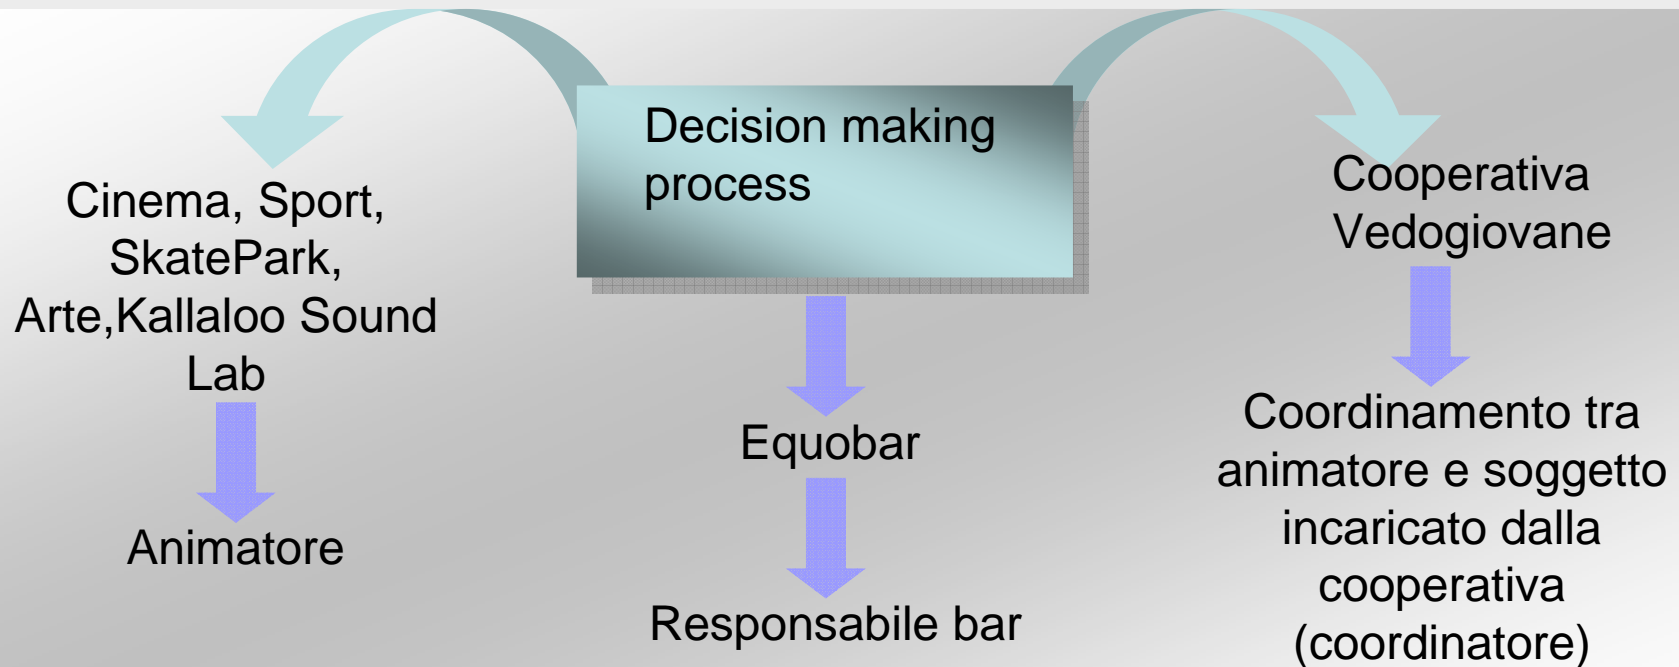 Decision making
process
Cinema, Sport,
SkatePark,
Arte,Kallaloo Sound
Lab
Animatore
Equobar
Responsabile bar
Cooperativa
Vedogiovane
Coordinamento tra
animatore e soggetto
incaricato dalla
cooperativa
(coordinatore)